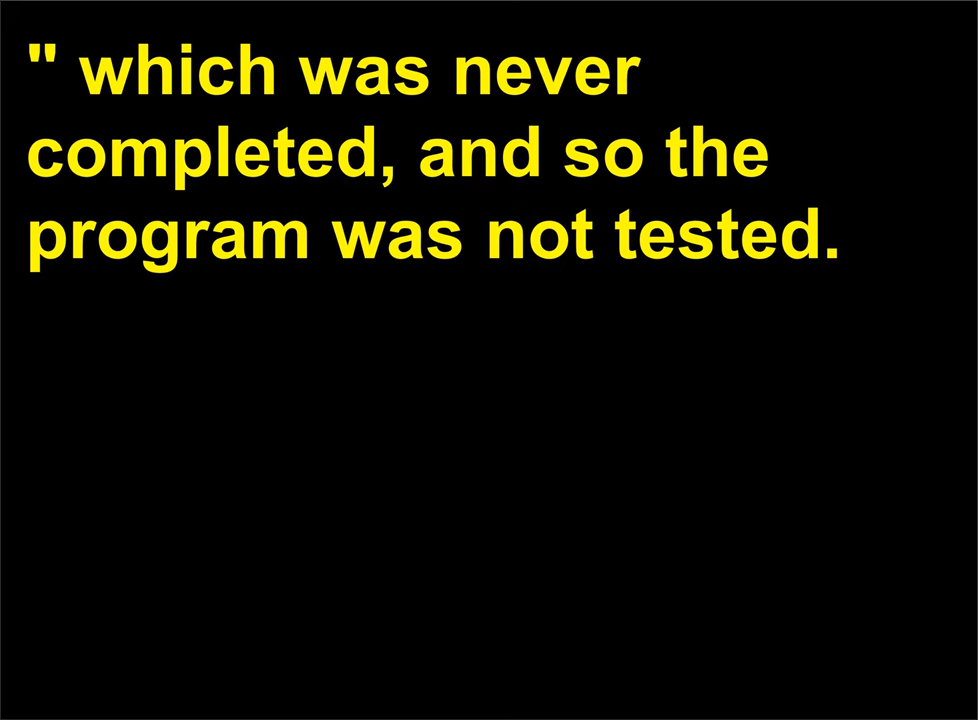 " which was never
completed, and so the
program was not tested.